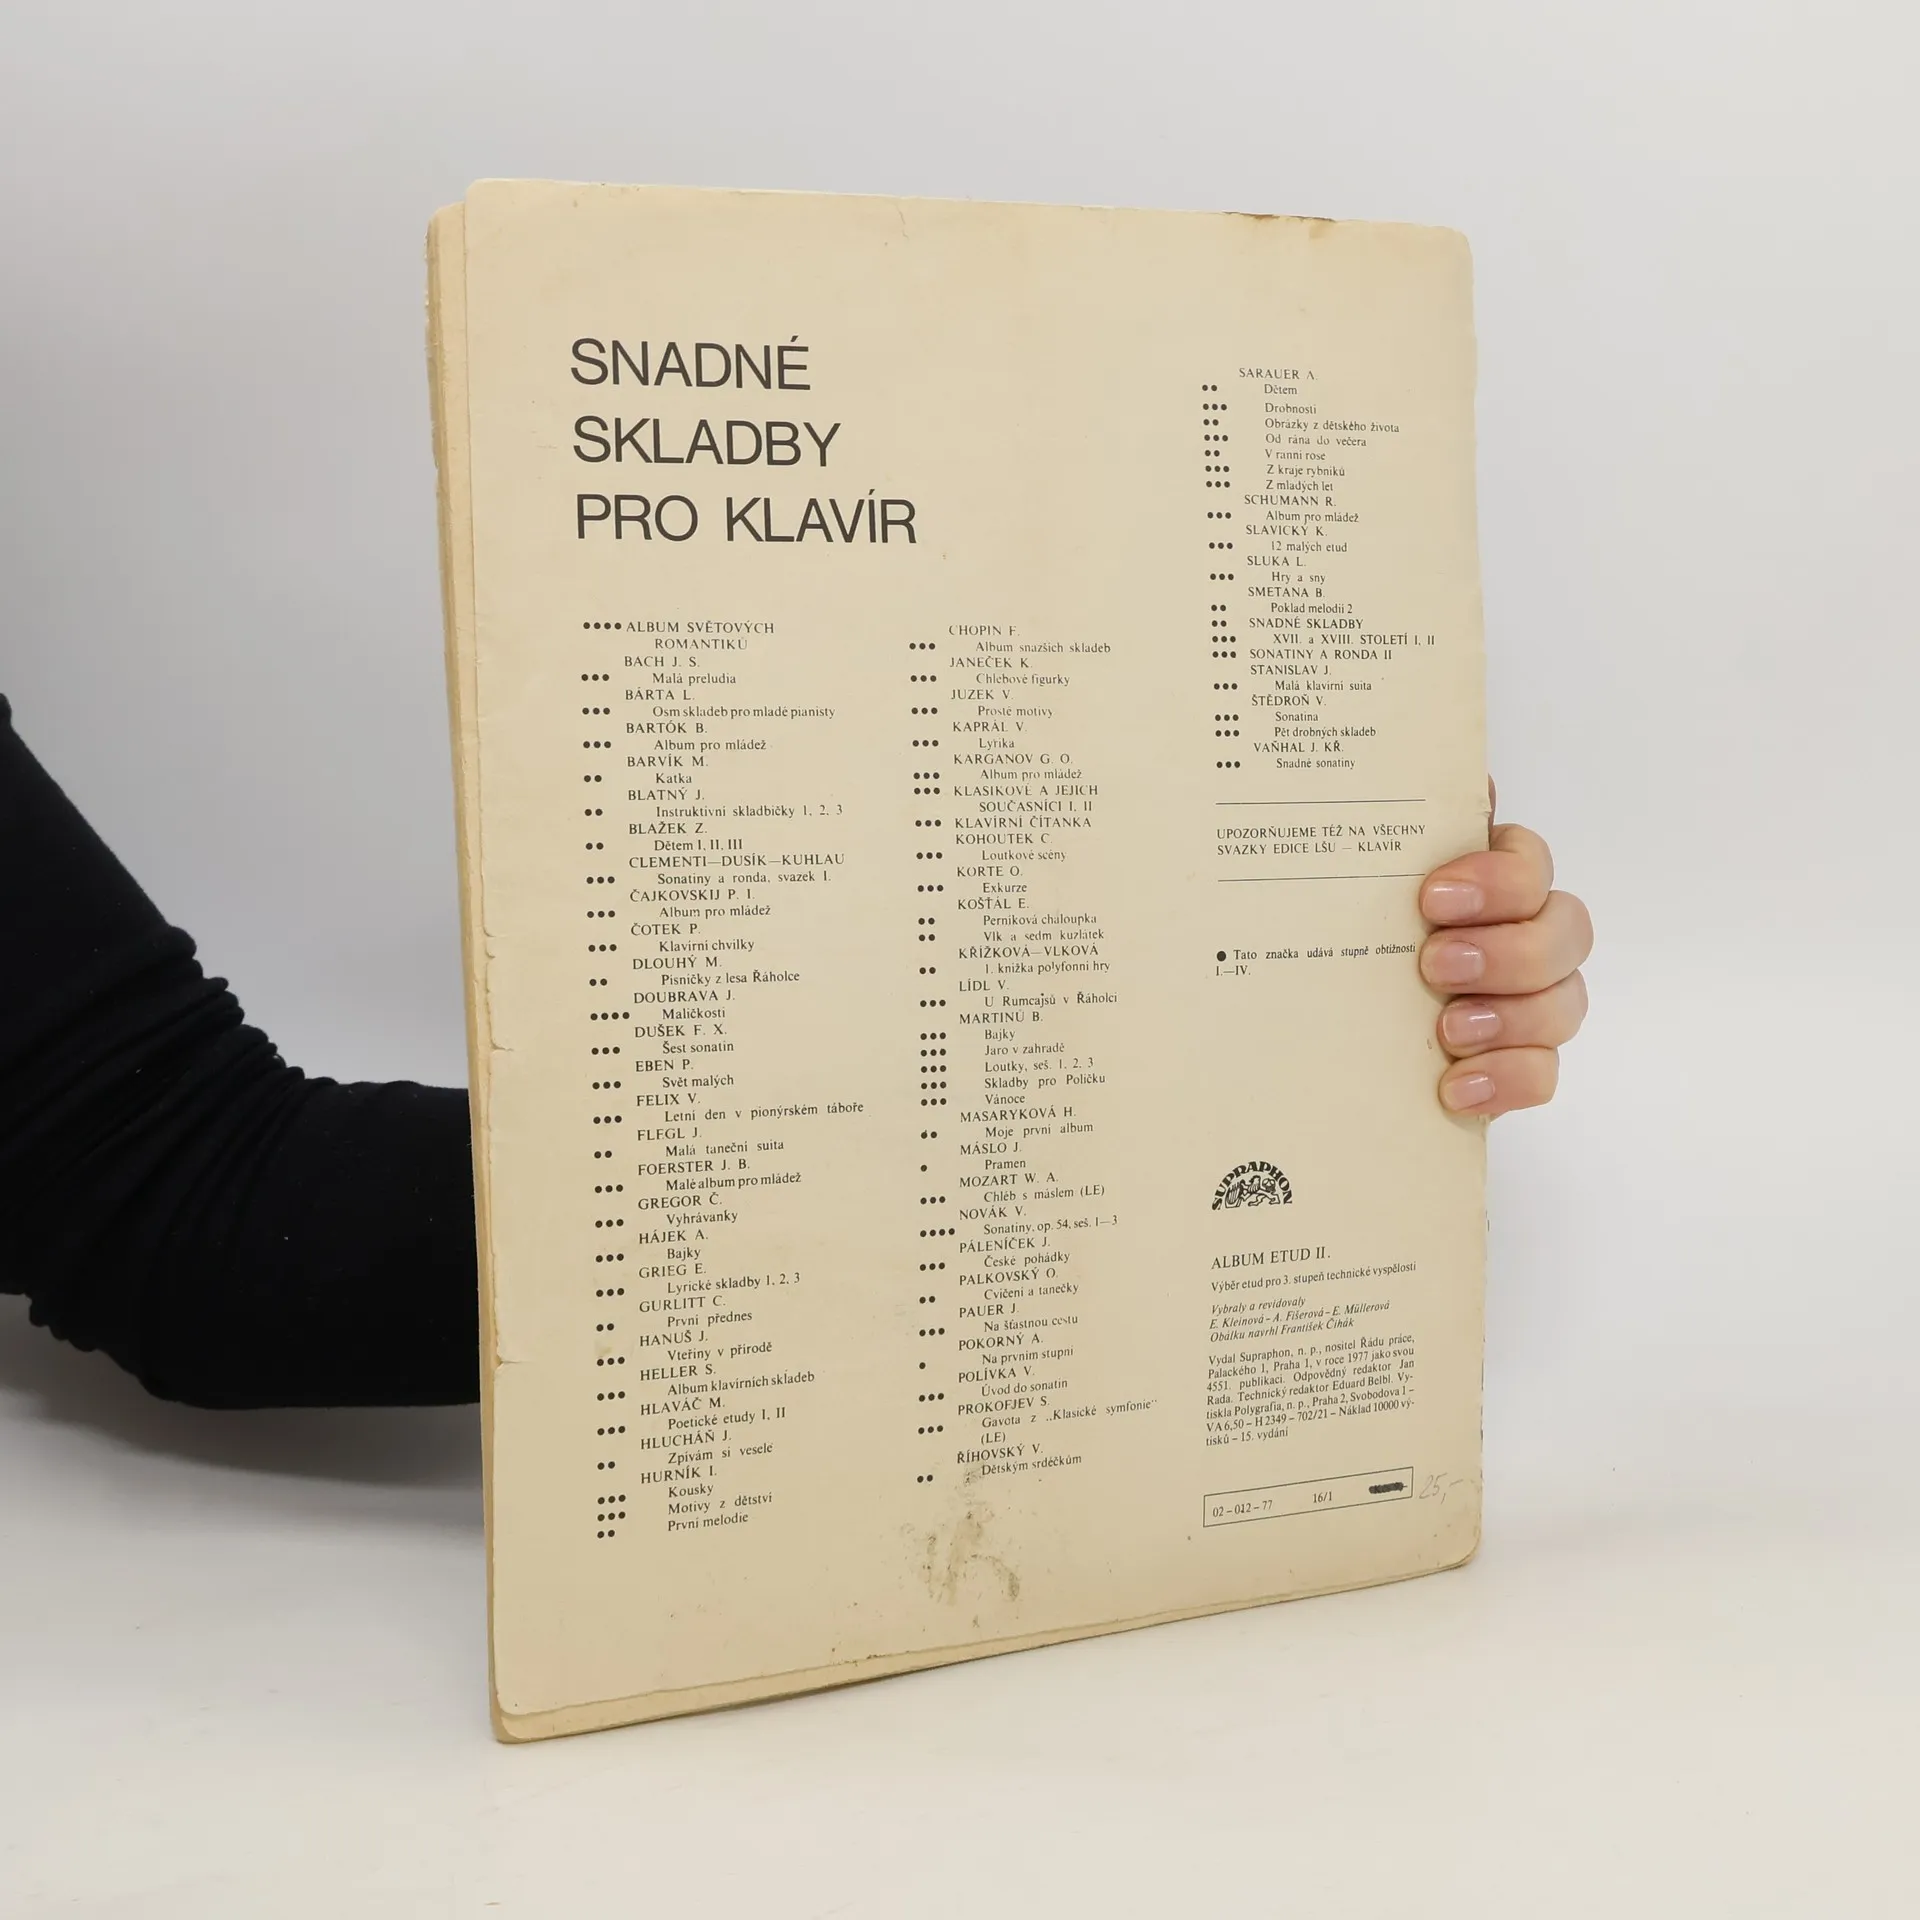 SNADNÉ
SKLADBY
PRO KLAVÍR
●●●● ALBUM SVĚTOVÝCH
ROMANTIKŮ
BACH J. S.
●●● Malá preludia
BÁRTA L.
●●● Osm skladeb pro mladé pianisty
BARTÓK B.
●●● Album pro mládež
BARVÍK M.
●● Katka
BLATNÝ J.
●● Instruktivní skladbičky 1, 2, 3
BLAŽEK Z.
●● Dětem I, II, III
CLEMENTI—DUSÍK—KUHLAU
●●● Sonatiny a ronda, svazek I.
ČAJKOVSKIJ P. I.
●●● Album pro mládež
ČOTEK P.
●●● Klavírní chvilky
DLOUHÝ M.
●● Písničky z lesa Řáholce
DOUBRAVA J.
●●●● Maličkosti
DUŠEK F. X.
●●● Šest sonatin
EBEN P.
●●● Svět malých
FELIX V.
●●● Letní den v pionýrském táboře
FLEGL J.
●● Malá taneční suita
FOERSTER J. B.
●●● Malé album pro mládež
GREGOR Č.
●●● Vyhrávanky
HÁJEK A.
●●● Bajky
GRIEG E.
●●● Lyrické skladby 1, 2, 3
GURLITT C.
●● První přednes
HANUŠ J.
●●● Vteřiny v přírodě
HELLER S.
●●● Album klavírních skladeb
HLAVÁČ M.
●●● Poetické etudy I, II
HLUCHÁŇ J.
●● Zpívám si vesele
HURNÍK I.
●●● Kousky
●●● Motivy z dětství
●● První melodie
CHOPIN F.
●●● Album snazších skladeb
JANEČEK K.
●●● Chlebové figurky
JUZEK V.
●●● Prosté motivy
KAPRÁL V.
●●● Lyrika
KARGANOV G. O.
●●● Album pro mládež
●●● KLASIKOVÉ A JEJICH
SOUČASNÍCI I, II
●●● KLAVÍRNÍ ČÍTANKA
KOHOUTEK C.
●●● Loutkové scény
KORTE O.
●●● Exkurze
KOŠŤÁL E.
●● Perníková chaloupka
●● Vlk a sedm kůzlátek
KŘÍŽKOVÁ—VLKOVÁ
●● 1. knížka polyfonní hry
LÍDL V.
●●● U Rumcajsů v Řáholci
MARTINŮ B.
●●● Bajky
●●● Jaro v zahradě
●●● Loutky, seš. 1, 2, 3
●●● Skladby pro Poličku
●●● Vánoce
MASARYKOVÁ H.
●● Moje první album
MÁSLO J.
● Pramen
MOZART W. A.
●●● Chléb s máslem (LE)
NOVÁK V.
●●●● Sonatiny, op. 54, seš. 1—3
PÁLENÍČEK J.
●●● České pohádky
PALKOVSKÝ O.
●● Cvičení a tanečky
PAUER J.
●●● Na šťastnou cestu
POKORNÝ A.
● Na prvním stupni
POLÍVKA V.
●●● Úvod do sonatin
PROKOFJEV S.
●●● Gavota z „Klasické symfonie“
(LE)
ŘÍHOVSKÝ V.
●● Dětským srdéčkům
SARAUER A.
●● Dětem
●●● Drobnosti
●● Obrázky z dětského života
●●● Od rána do večera
●● V ranní rose
●●● Z kraje rybníků
●●● Z mladých let
SCHUMANN R.
●●● Album pro mládež
SLAVICKÝ K.
●●● 12 malých etud
SLUKA L.
●●● Hry a sny
SMETANA B.
●● Poklad melodií 2
●● SNADNÉ SKLADBY
●●● XVII. a XVIII. STOLETÍ I, II
●●● SONATINY A RONDA II
STANISLAV J.
●●● Malá klavírní suita
ŠTĚDROŇ V.
●●● Sonatina
●●● Pět drobných skladeb
VAŇHAL J. KŘ.
●●● Snadné sonatiny
UPOZORŇUJEME TÉŽ NA VŠECHNY
SVAZKY EDICE LŠU — KLAVÍR
● Tato značka udává stupně obtížnosti
I.—IV.
SUPRAPHON
ALBUM ETUD II.
Výběr etud pro 3. stupeň technické vyspělosti
Vybraly a revidovaly
E. Kleinová – A. Fišerová – E. Müllerová
Obálku navrhl František Čihák
Vydal Supraphon, n. p., nositel Řádu práce,
Palackého 1, Praha 1, v roce 1977 jako svou
4551. publikaci. Odpovědný redaktor Jan
Rada. Technický redaktor Eduard Belbl. Vy-
tiskla Polygrafia, n. p., Praha 2, Svobodova 1 –
VA 6,50 – H 2349 – 702/21 – Náklad 10000 vý-
tisků – 15. vydání
02 – 042 – 77 16/1
25,–